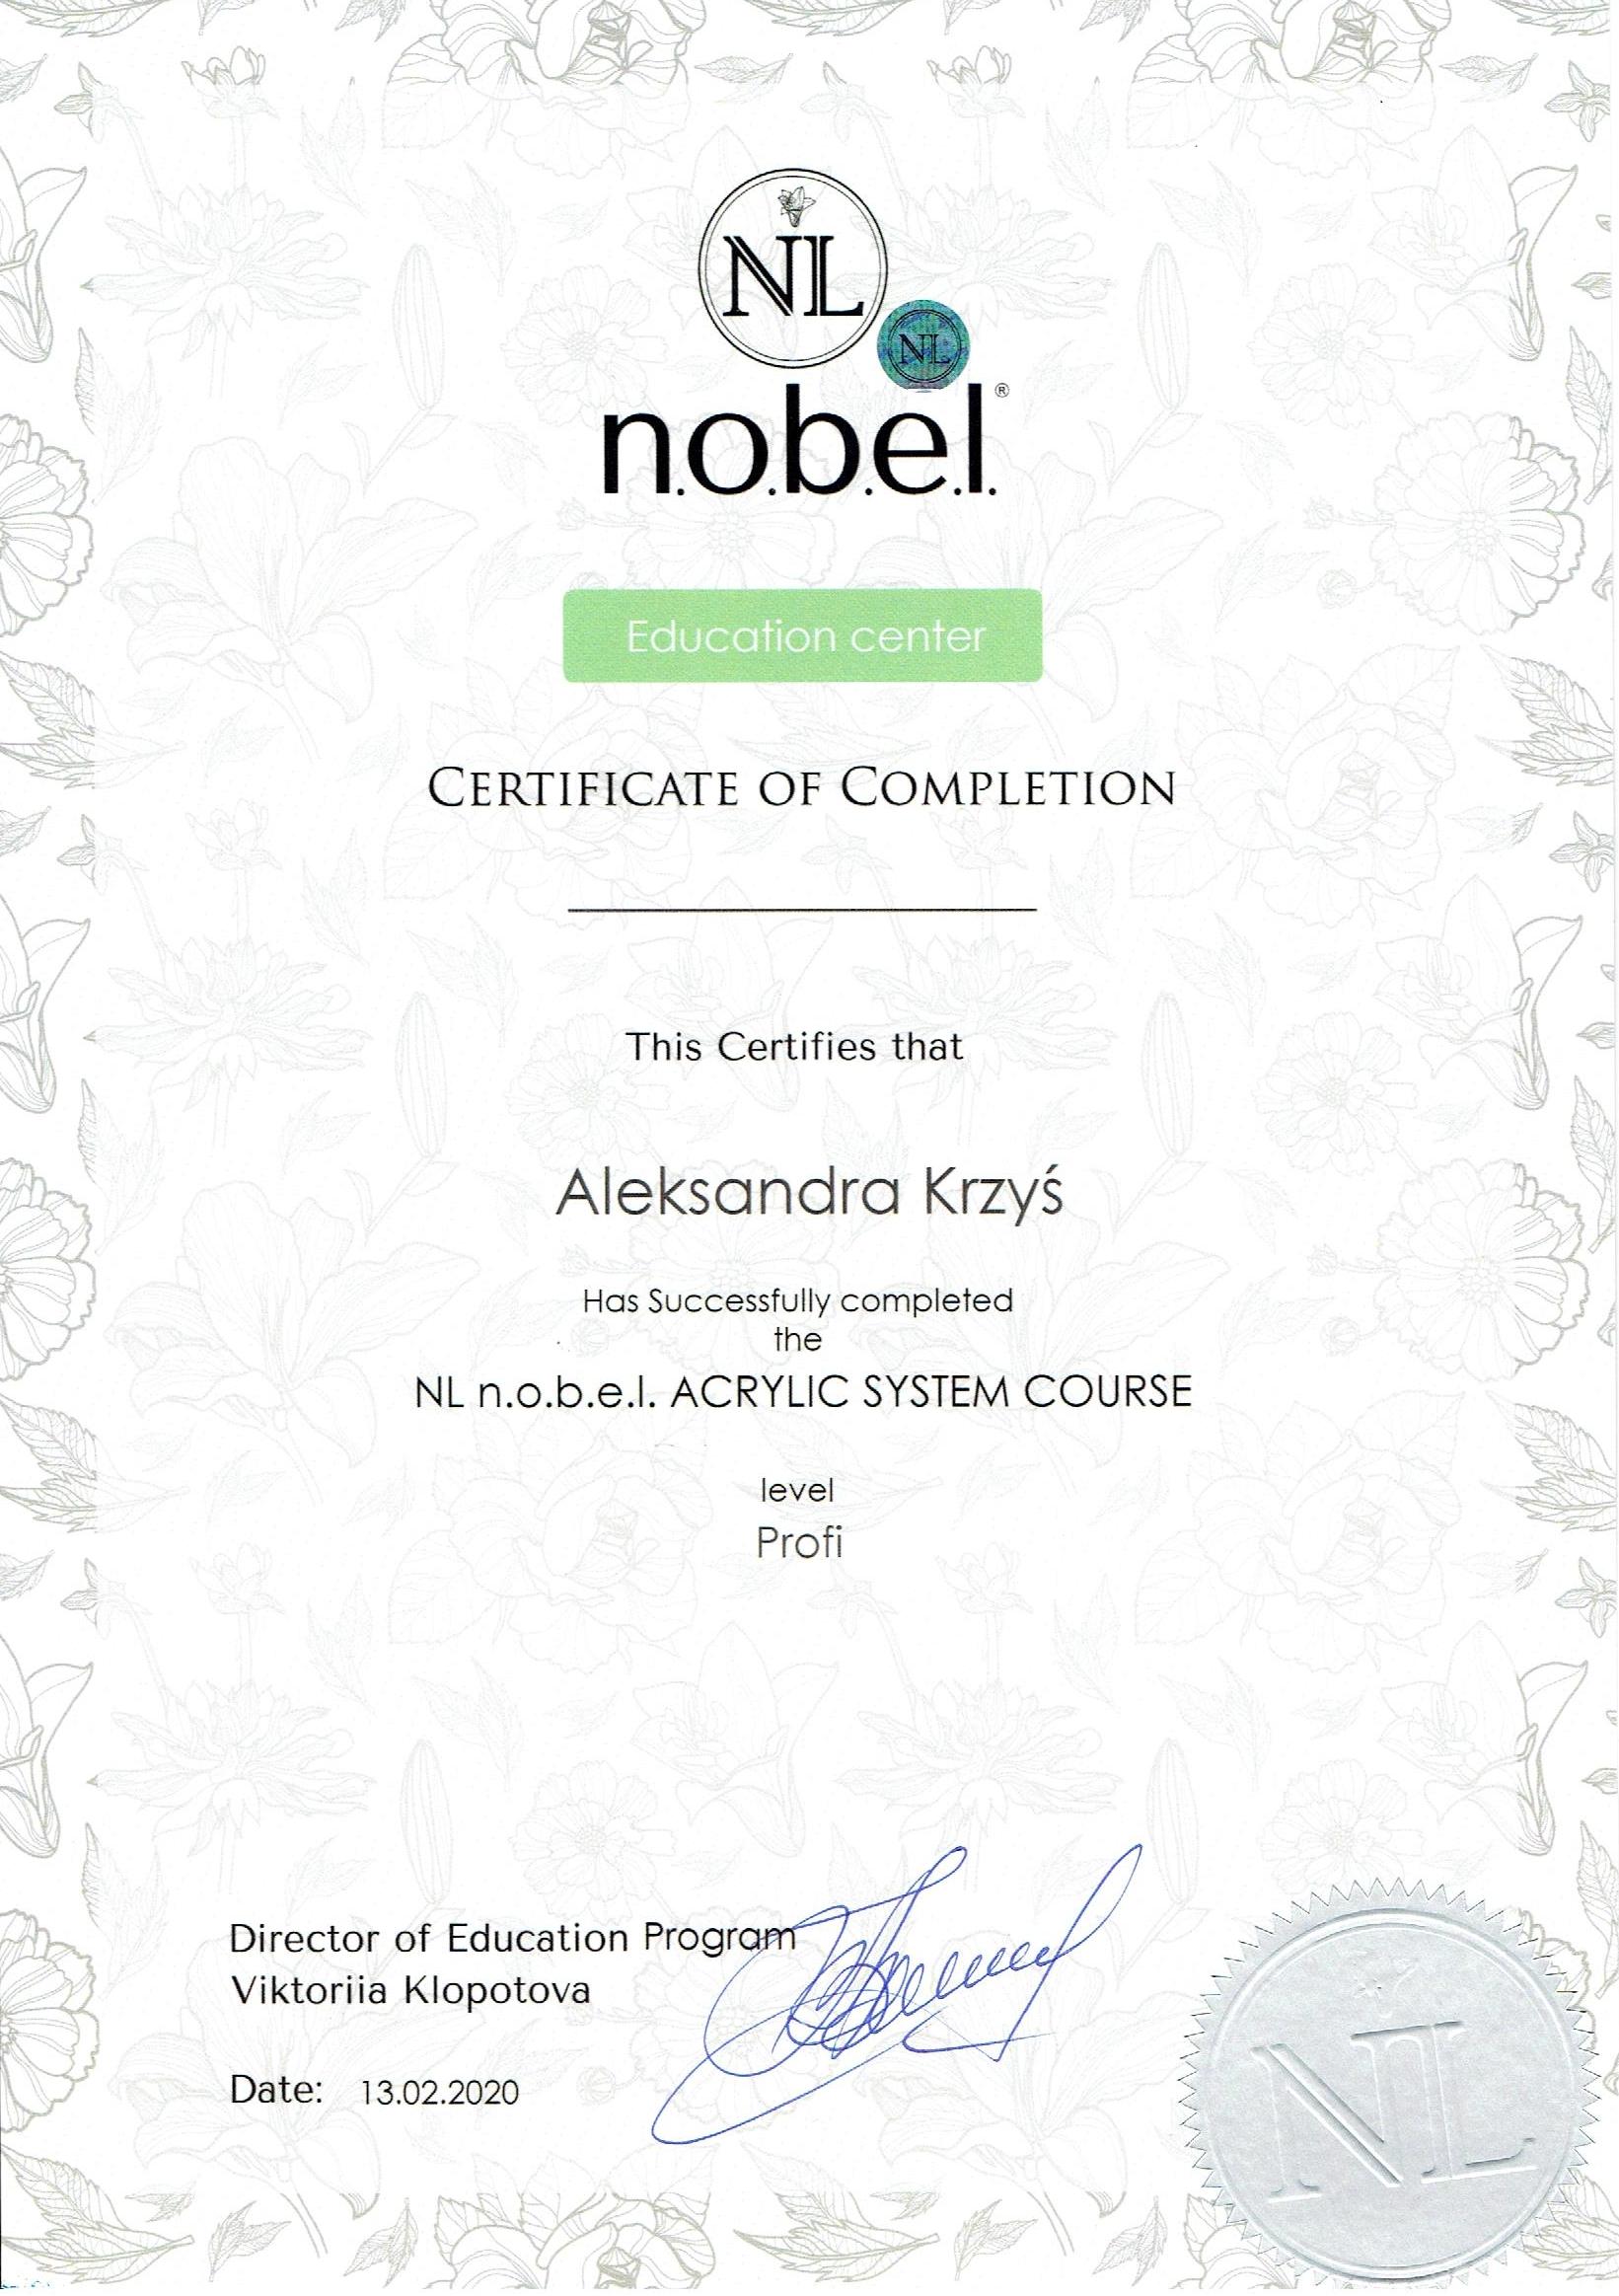 NL
NL
n.o.b.e.l.®
Education center
CERTIFICATE OF COMPLETION
This Certifies that
Aleksandra Krzyś
Has Successfully completed
the
NL n.o.b.e.l. ACRYLIC SYSTEM COURSE
level
Profi
Director of Education Program
Viktoriia Klopotova
Date: 13.02.2020
NL